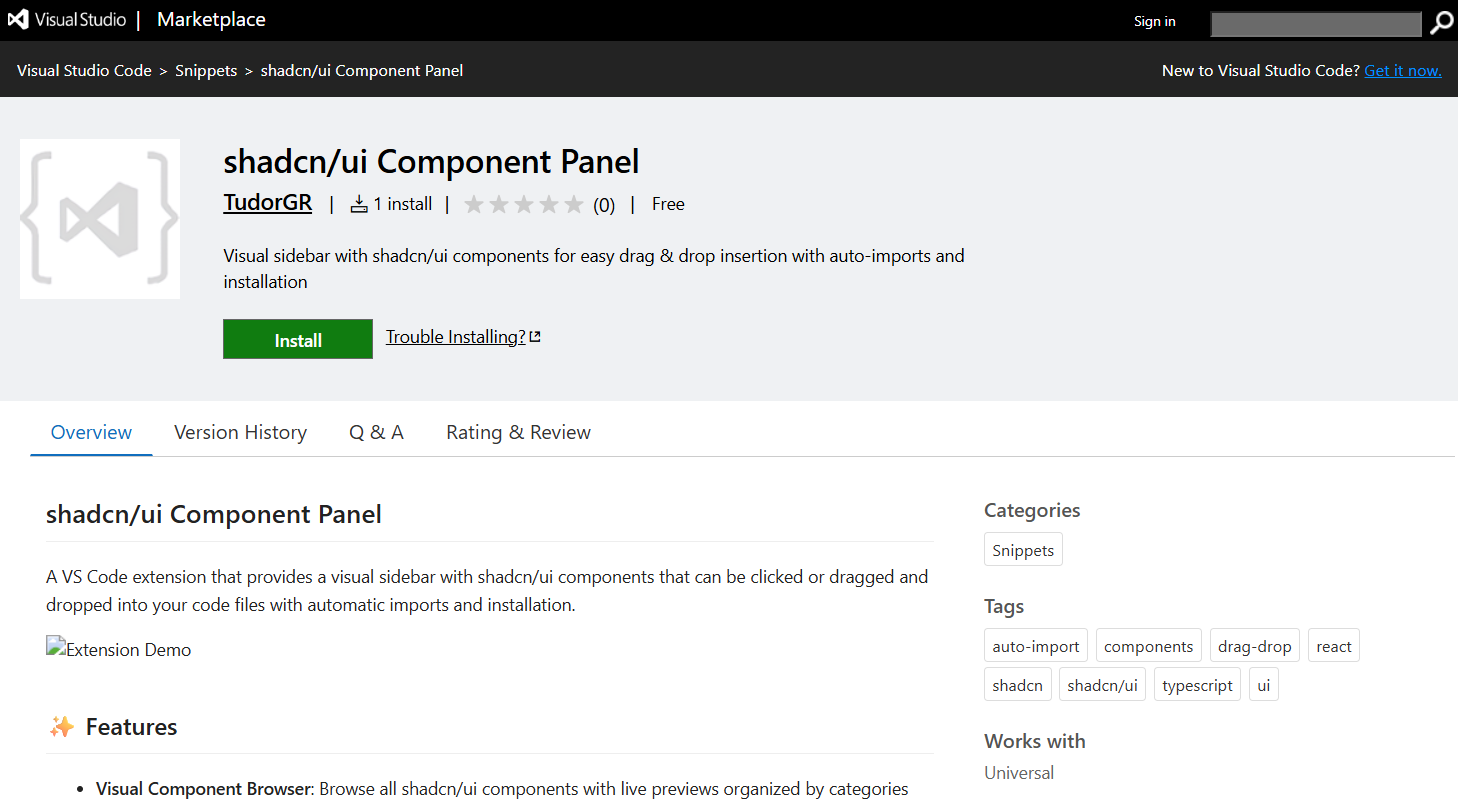 Visual Studio | Marketplace
Sign in
Visual Studio Code > Snippets > shadcn/ui Component Panel
New to Visual Studio Code? Get it now.
shadcn/ui Component Panel
TudorGR | 1 install | (0) | Free
Visual sidebar with shadcn/ui components for easy drag & drop insertion with auto-imports and
installation
Install
Trouble Installing?
Overview
Version History
Q & A
Rating & Review
shadcn/ui Component Panel
A VS Code extension that provides a visual sidebar with shadcn/ui components that can be clicked or dragged and
dropped into your code files with automatic imports and installation.
Extension Demo
✨ Features
• Visual Component Browser: Browse all shadcn/ui components with live previews organized by categories
Categories
Snippets
Tags
auto-import components drag-drop react
shadcn shadcn/ui typescript ui
Works with
Universal